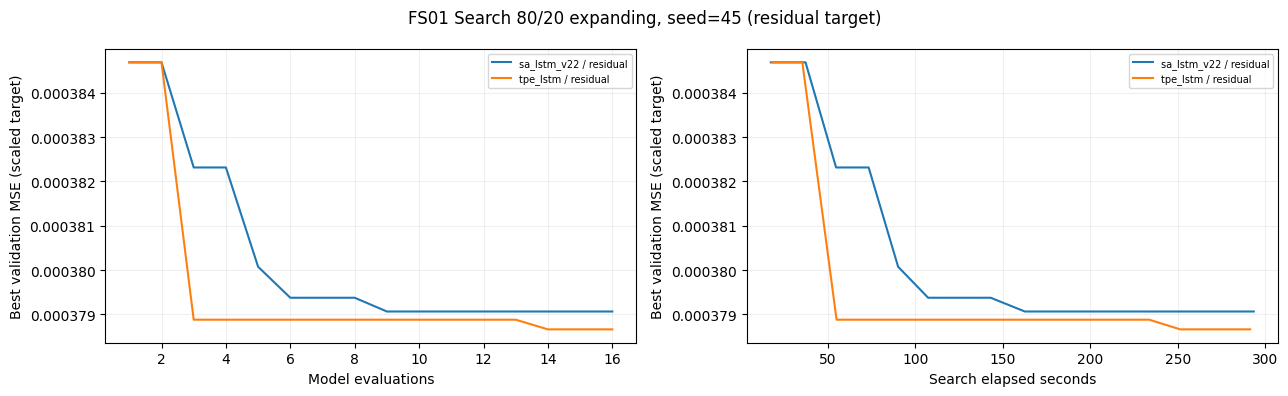 FS01 Search 80/20 expanding, seed=45 (residual target)
Best validation MSE (scaled target)
0.000384
0.000383
0.000382
0.000381
0.000380
0.000379
sa_lstm_v22 / residual
tpe_lstm / residual
2 4 6 8 10 12 14 16
Model evaluations
Best validation MSE (scaled target)
0.000384
0.000383
0.000382
0.000381
0.000380
0.000379
sa_lstm_v22 / residual
tpe_lstm / residual
50 100 150 200 250 300
Search elapsed seconds